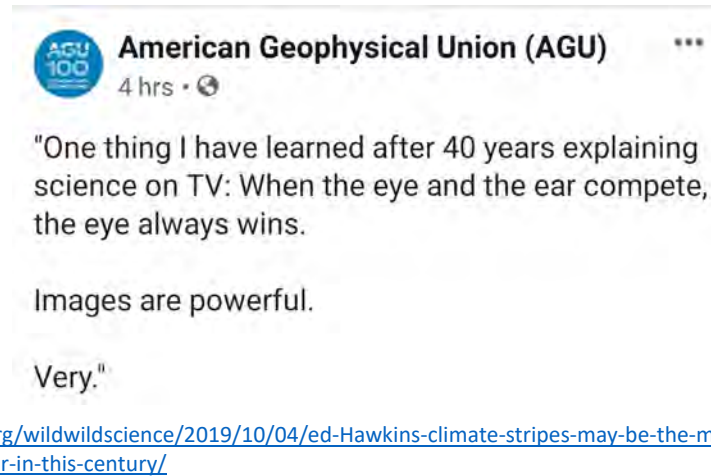 AGU
100
American Geophysical Union (AGU)
4 hrs •
"One thing I have learned after 40 years explaining
science on TV: When the eye and the ear compete,
the eye always wins.
Images are powerful.
Very."
rg/wildwildscience/2019/10/04/ed-Hawkins-climate-stripes-may-be-the-m
r-in-this-century/